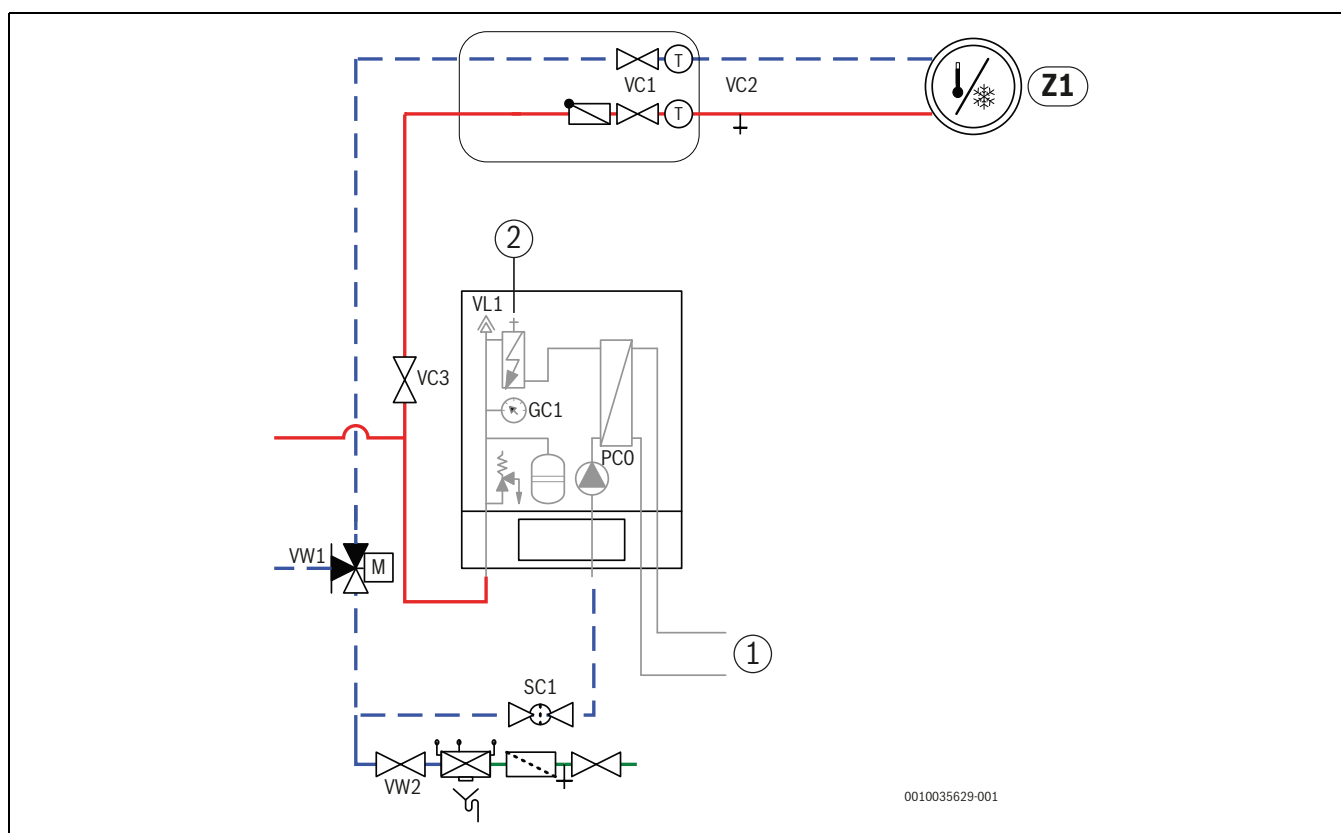 T
VC1
VC2
Z1
T
2
VL1
VC3
GC1
PC0
VW1
M
1
SC1
VW2
0010035629-001